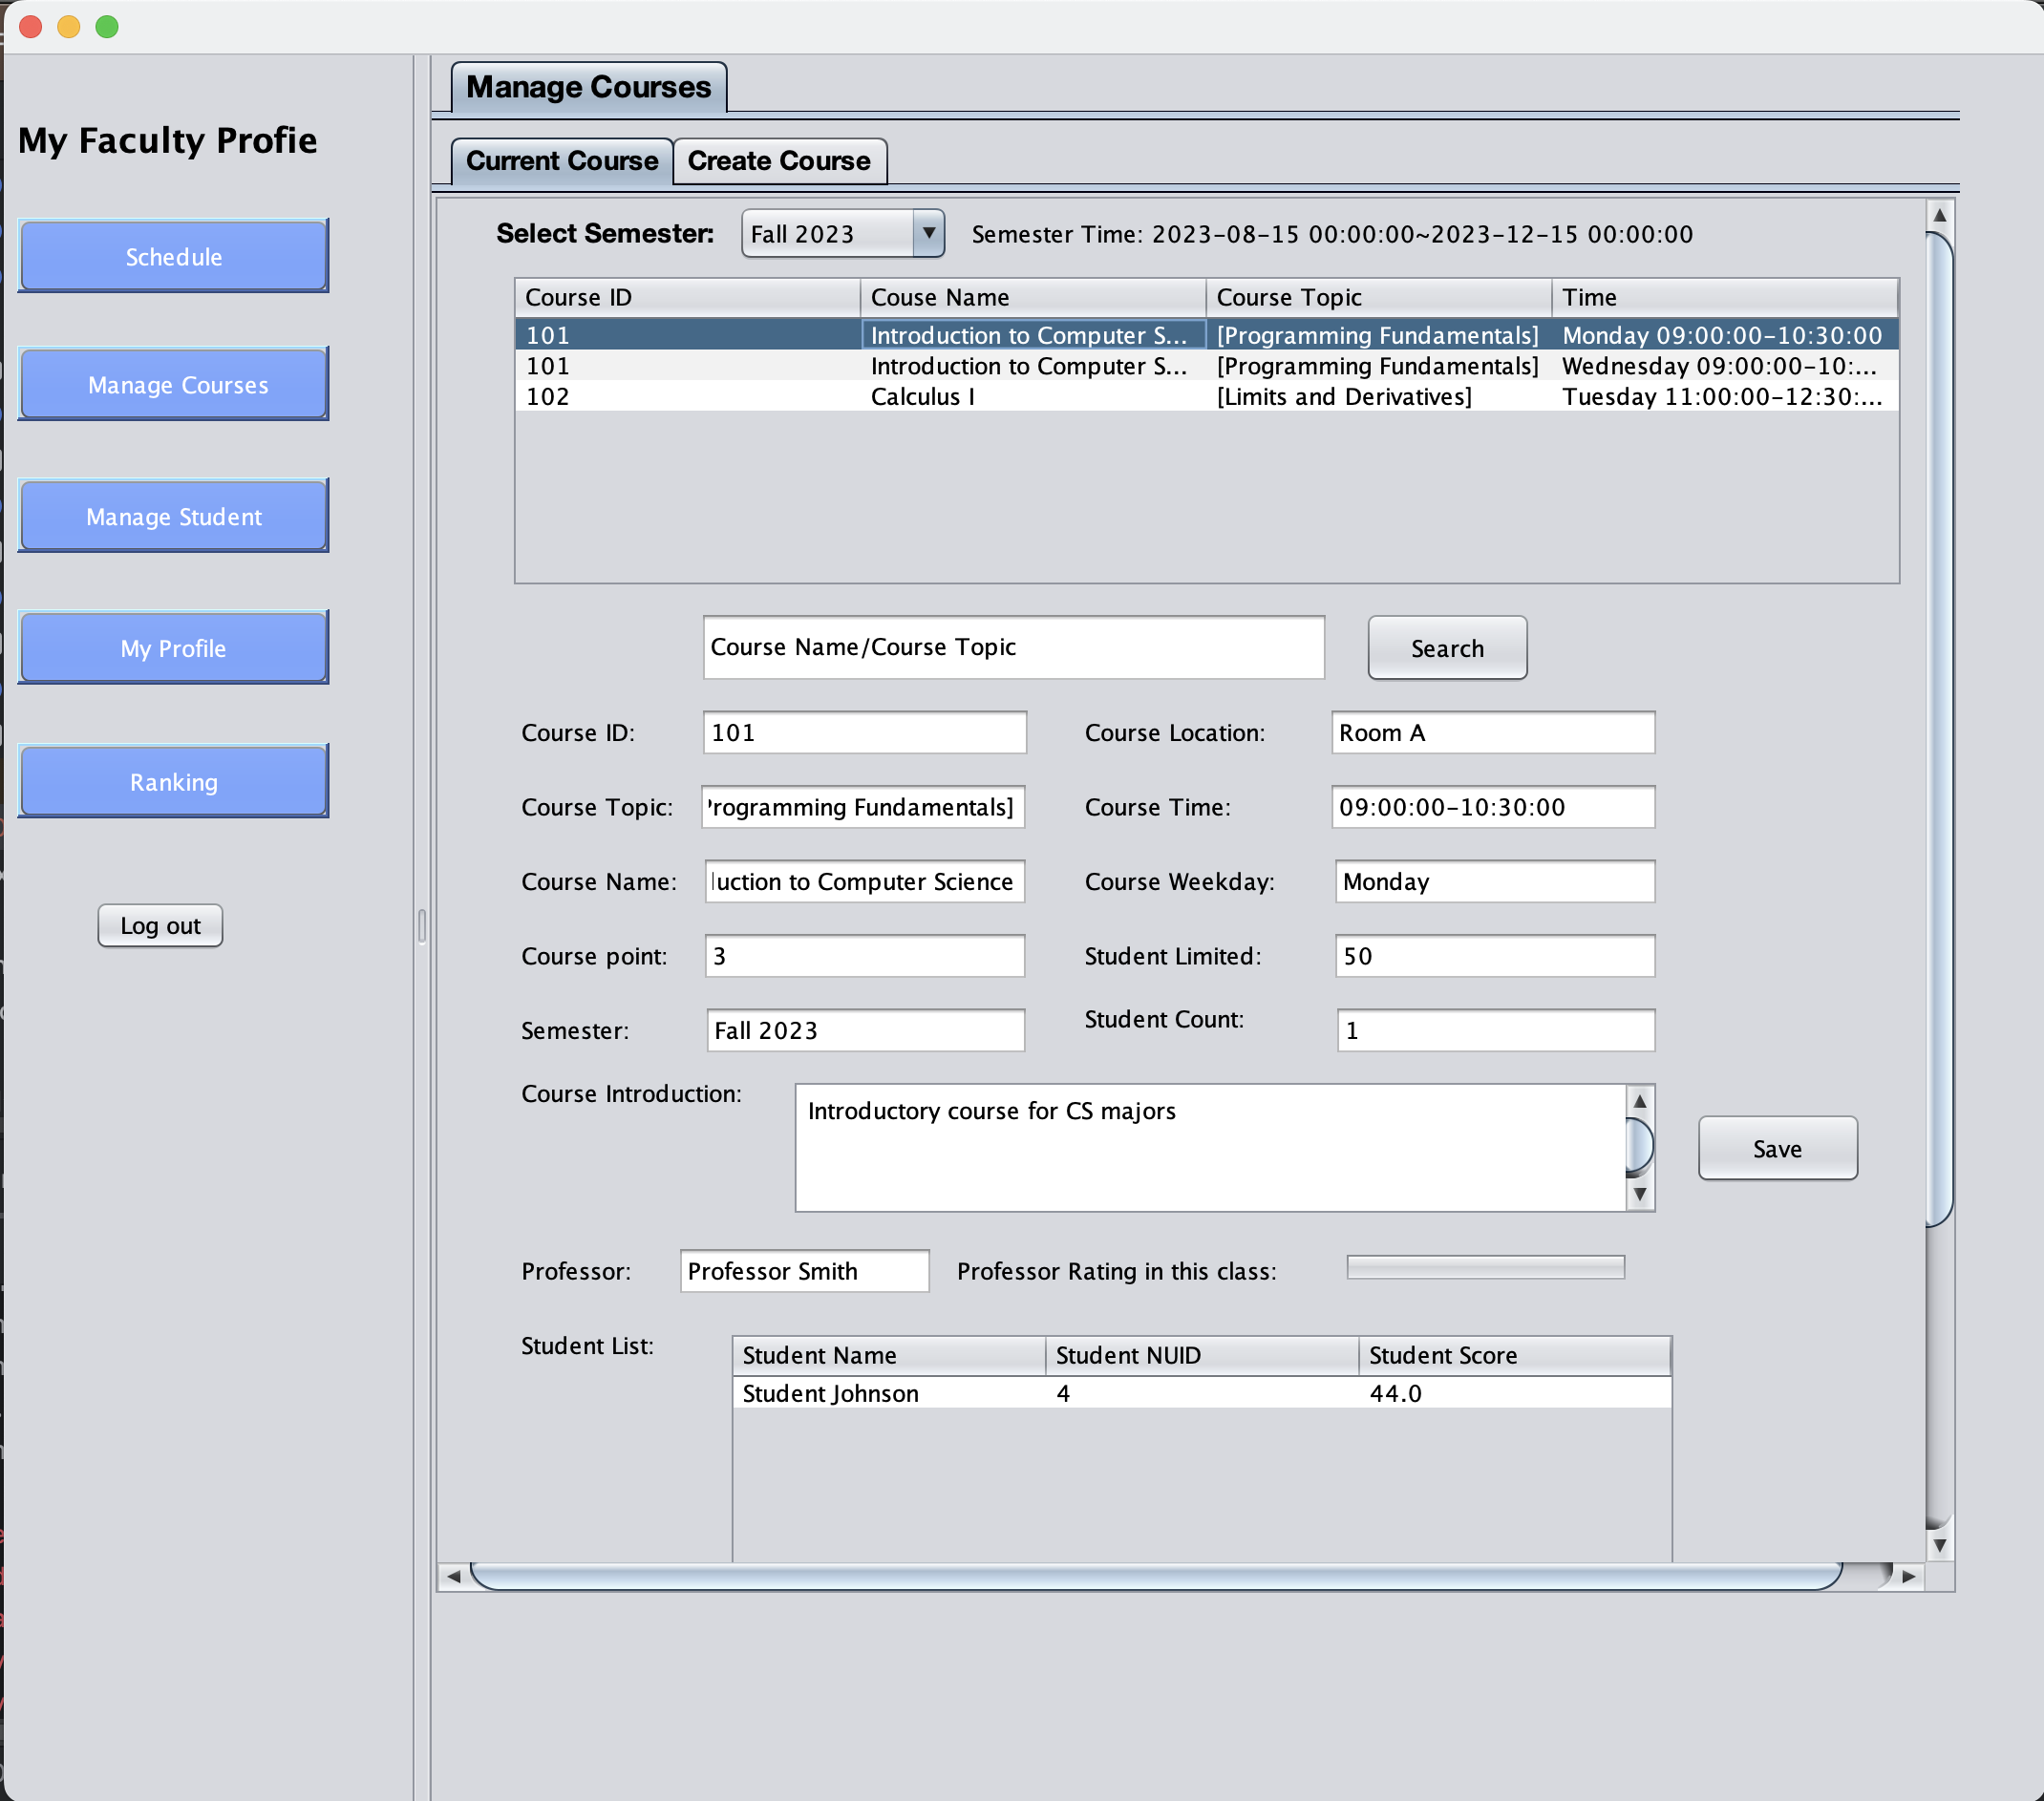 My Faculty Profie
Schedule
Manage Courses
Manage Student
My Profile
Ranking
Log out
Manage Courses
Current Course
Create Course
Select Semester: Fall 2023 Semester Time: 2023-08-15 00:00:00~2023-12-15 00:00:00
Course ID Couse Name Course Topic Time
101 Introduction to Computer S... [Programming Fundamentals] Monday 09:00:00-10:30:00
101 Introduction to Computer S... [Programming Fundamentals] Wednesday 09:00:00-10:...
102 Calculus I [Limits and Derivatives] Tuesday 11:00:00-12:30:...
Course Name/Course Topic Search
Course ID: 101 Course Location: Room A
Course Topic: rogramming Fundamentals] Course Time: 09:00:00-10:30:00
Course Name: uction to Computer Science Course Weekday: Monday
Course point: 3 Student Limited: 50
Semester: Fall 2023 Student Count: 1
Course Introduction: Introductory course for CS majors
Save
Professor: Professor Smith Professor Rating in this class:
Student List:
Student Name Student NUID Student Score
Student Johnson 4 44.0